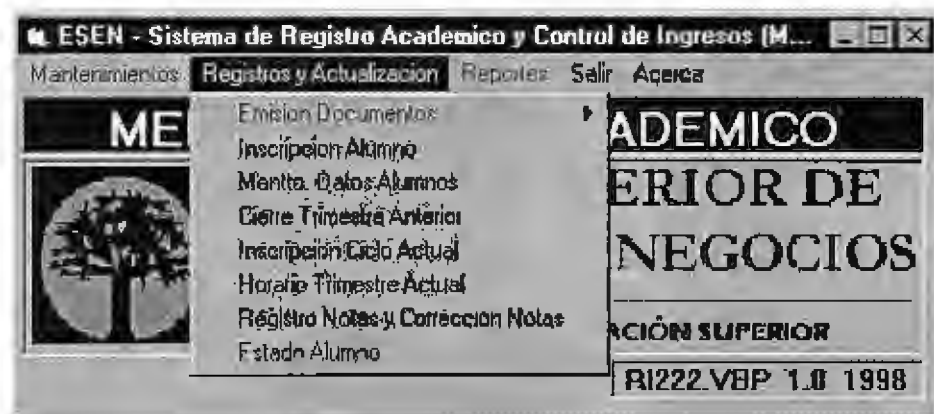 ESEN - Sistema de Registro Academico y Control de Ingresos (M...
Mantenimientos Registros y Actualizacion Reportes Salir Acerca
ME
ADEMICO
Emision Documentos
Inscripcion Alumno
Mantto. Datos Alumnos
Cierre Trimestre Anterior
Inscripcion Ciclo Actual
Horario Trimestre Actual
Registro Notas y Correccion Notas
Estado Alumno
ERIOR DE
NEGOCIOS
ACIÓN SUPERIOR
RI222.VBP 1.0 1998